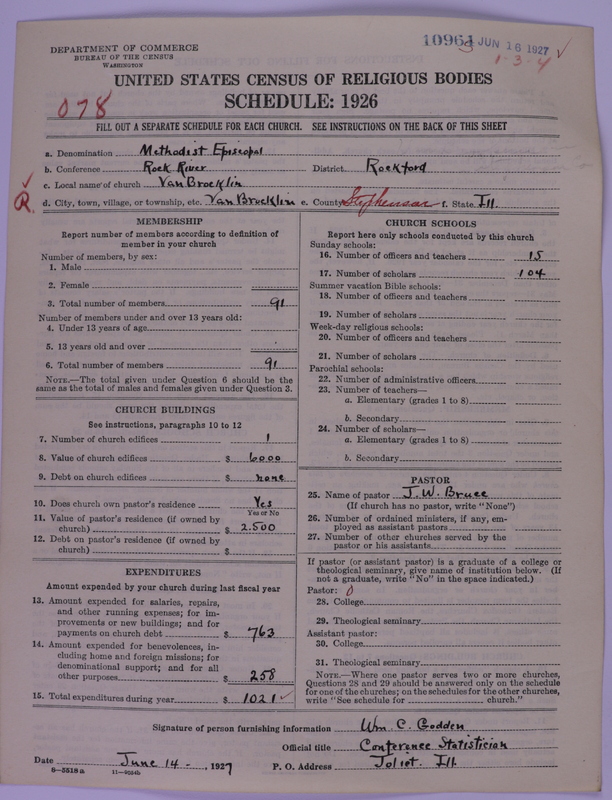 DEPARTMENT OF COMMERCE
BUREAU OF THE CENSUS
WASHINGTON
10963 JUN 16 1927
1-3-4
UNITED STATES CENSUS OF RELIGIOUS BODIES
SCHEDULE: 1926
078
FILL OUT A SEPARATE SCHEDULE FOR EACH CHURCH. SEE INSTRUCTIONS ON THE BACK OF THIS SHEET
a. Denomination Methodist Episcopal
b. Conference Rock River District Rockford
c. Local name of church Van Brocklin
R. d. City, town, village, or township, etc. Van Brocklin e. County Stephenson f. State Ill.
MEMBERSHIP
Report number of members according to definition of
member in your church
Number of members, by sex:
1. Male
2. Female
3. Total number of members 91
Number of members under and over 13 years old:
4. Under 13 years of age
5. 13 years old and over
6. Total number of members 91
NOTE.—The total given under Question 6 should be
same as the total of males and females given under Question 3.
CHURCH BUILDINGS
See instructions, paragraphs 10 to 12
7. Number of church edifices 1
8. Value of church edifices $ 6000
9. Debt on church edifices $ none
10. Does church own pastor's residence Yes
Yes or No
11. Value of pastor's residence (if owned by
church) $ 2.500
12. Debt on pastor's residence (if owned by
church) $
EXPENDITURES
Amount expended by your church during last fiscal year
13. Amount expended for salaries, repairs,
and other running expenses; for im-
provements or new buildings; and for
payments on church debt $ 763
14. Amount expended for benevolences, in-
cluding home and foreign missions; for
denominational support; and for all
other purposes $ 258
15. Total expenditures during year $ 1021
CHURCH SCHOOLS
Report here only schools conducted by this church
Sunday schools:
16. Number of officers and teachers 15
17. Number of scholars 104
Summer vacation Bible schools:
18. Number of officers and teachers
19. Number of scholars
Week-day religious schools:
20. Number of officers and teachers
21. Number of scholars
Parochial schools:
22. Number of administrative officers
23. Number of teachers—
a. Elementary (grades 1 to 8)
b. Secondary
24. Number of scholars—
a. Elementary (grades 1 to 8)
b. Secondary
PASTOR
25. Name of pastor J. W. Bruce
(If church has no pastor, write "None")
26. Number of ordained ministers, if any, em-
ployed as assistant pastors
27. Number of other churches served by the
pastor or his assistants
If pastor (or assistant pastor) is a graduate of a college or
theological seminary, give name of institution below. (If
not a graduate, write "No" in the space indicated.)
Pastor: 0
28. College
29. Theological seminary
Assistant pastor:
30. College
31. Theological seminary
NOTE.—Where one pastor serves two or more churches,
Questions 28 and 29 should be answered only on the schedule
for one of the churches; on the schedules for the other churches,
write "See schedule for church."
Signature of person furnishing information Wm. C. Godden
Official title Conference Statistician
Date June 14 -, 1927 P. O. Address Joliet. Ill.
8-5518a 11-9204b